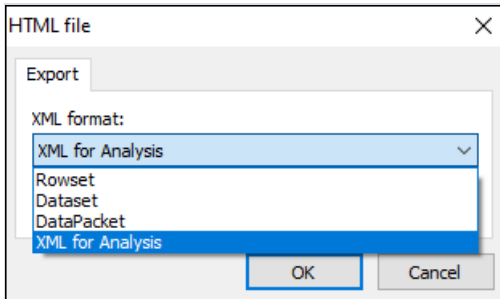 HTML file
Export
XML format:
XML for Analysis
Rowset
Dataset
DataPacket
XML for Analysis
OK Cancel